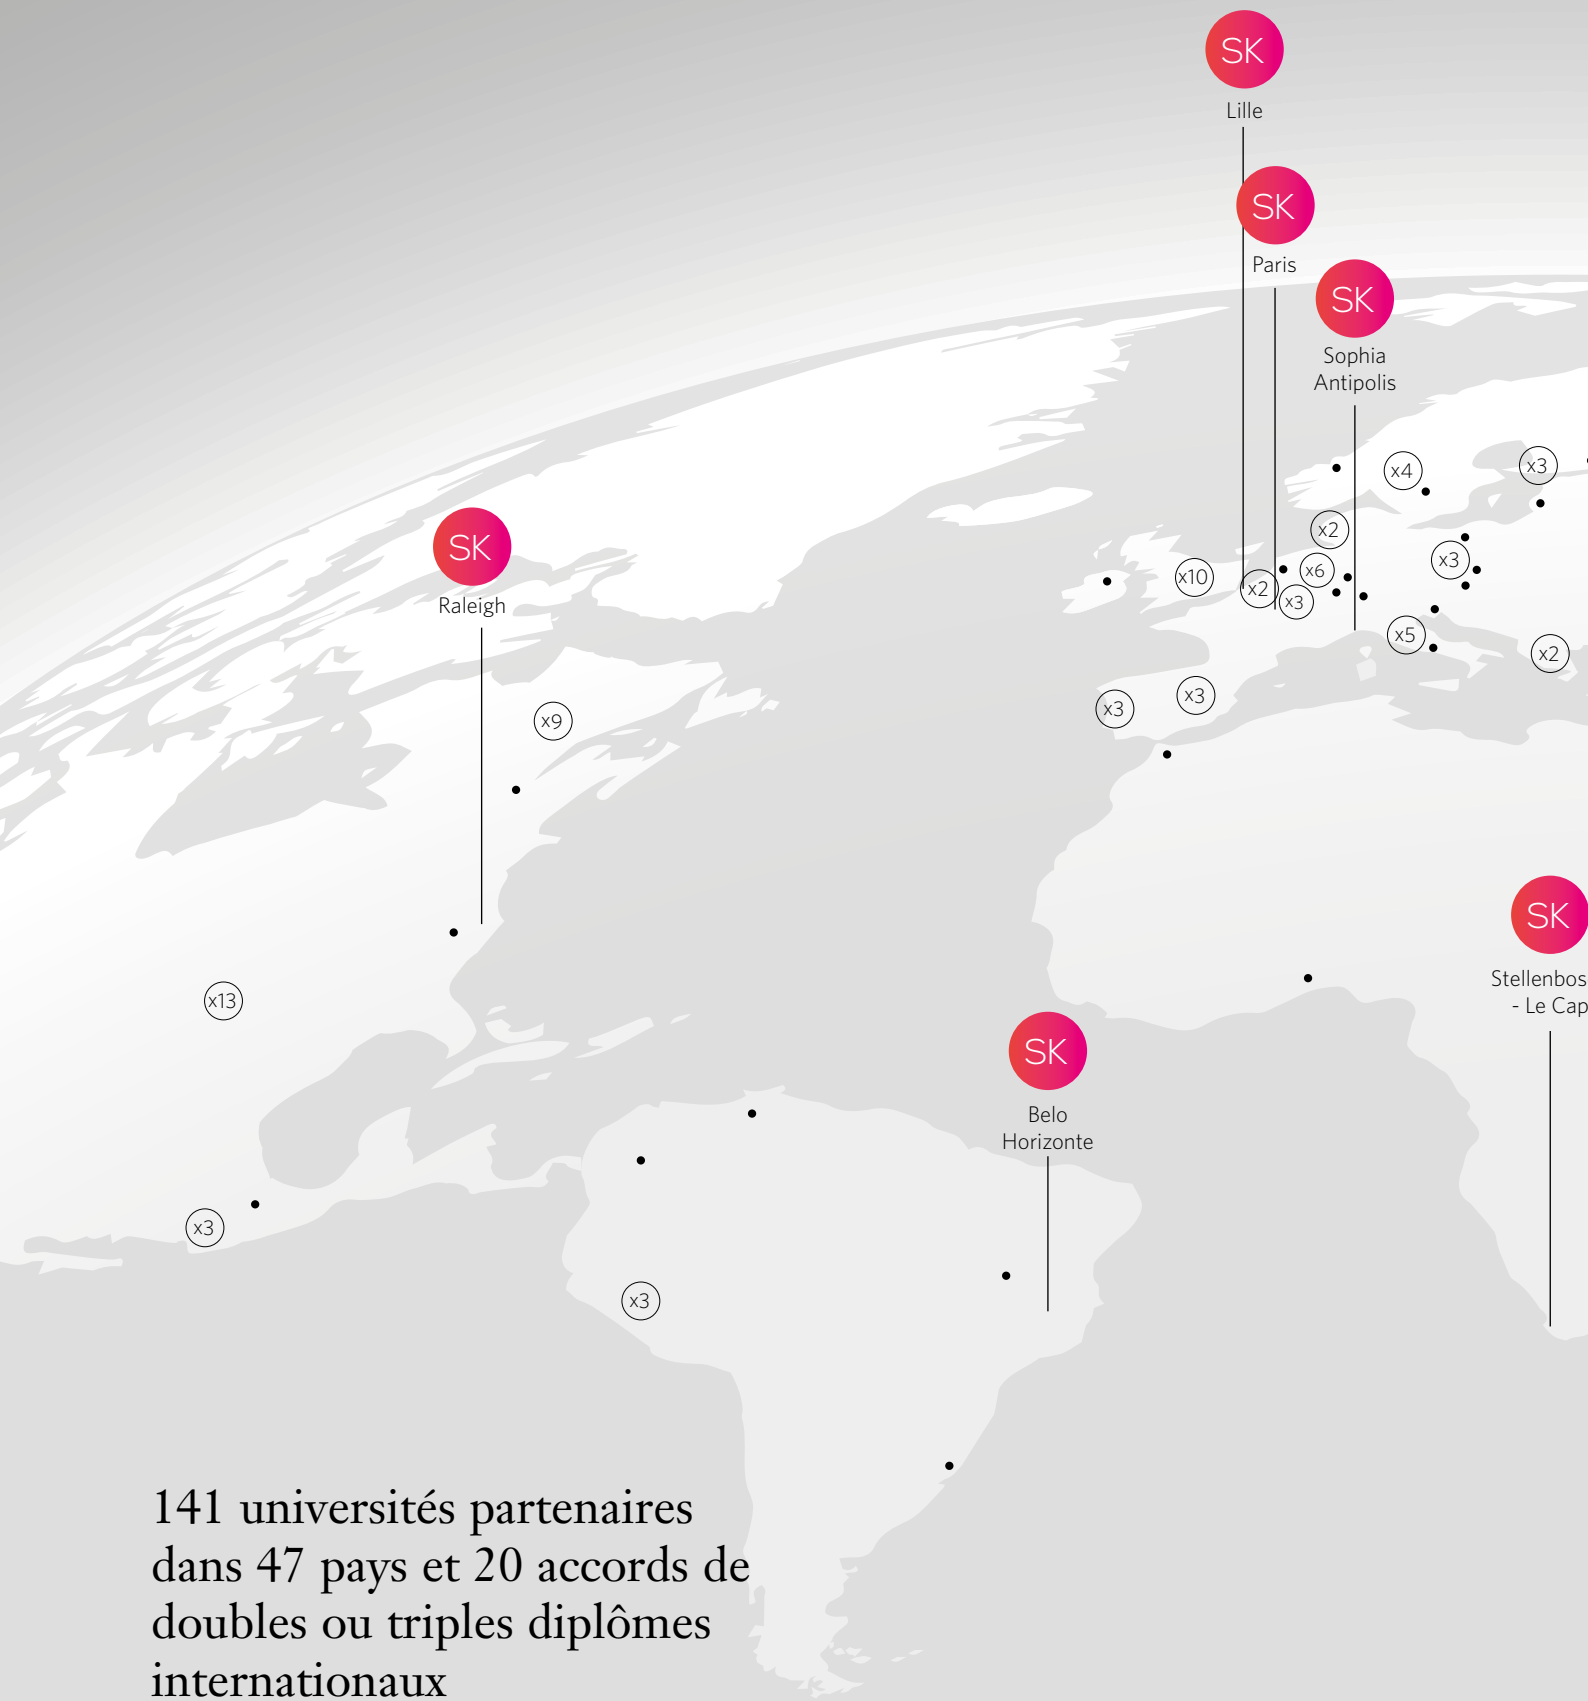 SK
Lille
SK
Paris
SK
Sophia
Antipolis
x4
x3
x2
x3
x10
x6
x2
x3
x5
x2
x3
x3
SK
Raleigh
x9
x13
SK
Stellenbos
- Le Cap
SK
Belo
Horizonte
x3
x3
141 universités partenaires
dans 47 pays et 20 accords de
doubles ou triples diplômes
internationaux